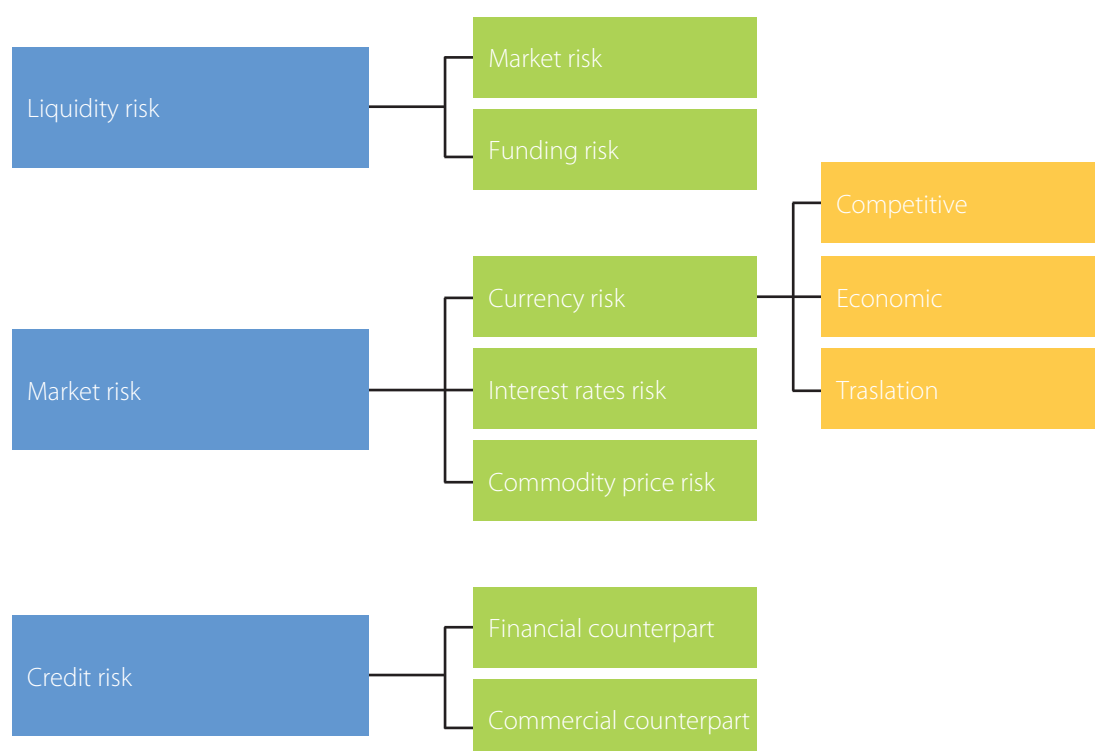 Liquidity risk
Market risk
Funding risk
Market risk
Currency risk
Interest rates risk
Commodity price risk
Competitive
Economic
Traslation
Credit risk
Financial counterpart
Commercial counterpart